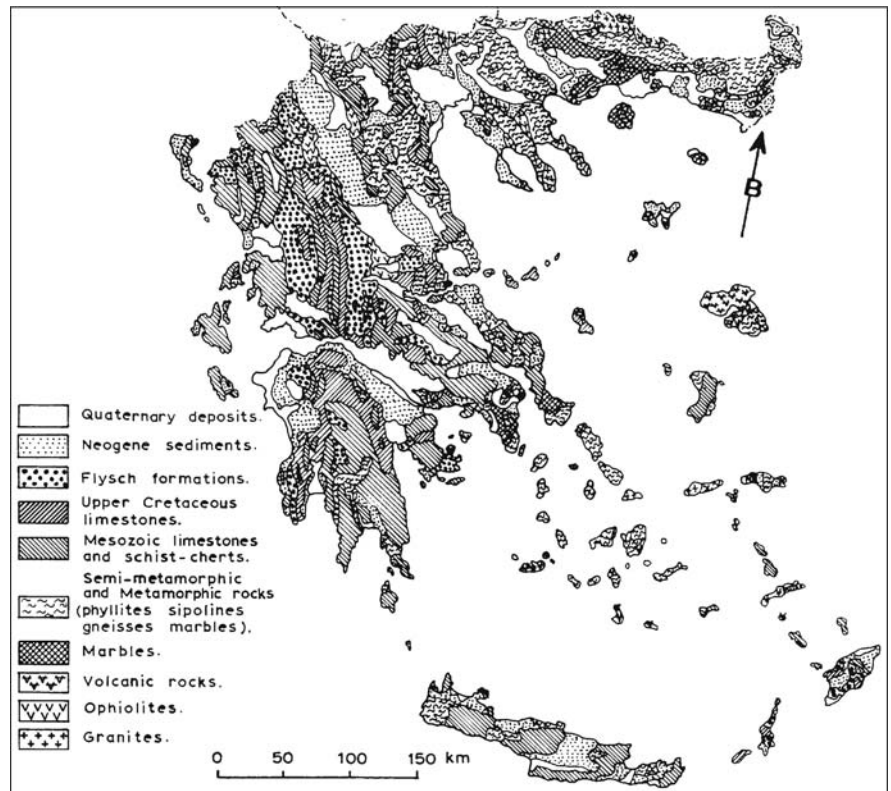 B
Quaternary deposits.
Neogene sediments.
Flysch formations.
Upper Cretaceous
limestones.
Mesozoic limestones
and schist-cherts.
Semi-metamorphic
and Metamorphic rocks
(phyllites sipolines
gneisses marbles).
Marbles.
Volcanic rocks.
Ophiolites.
Granites.
0 50 100 150 km